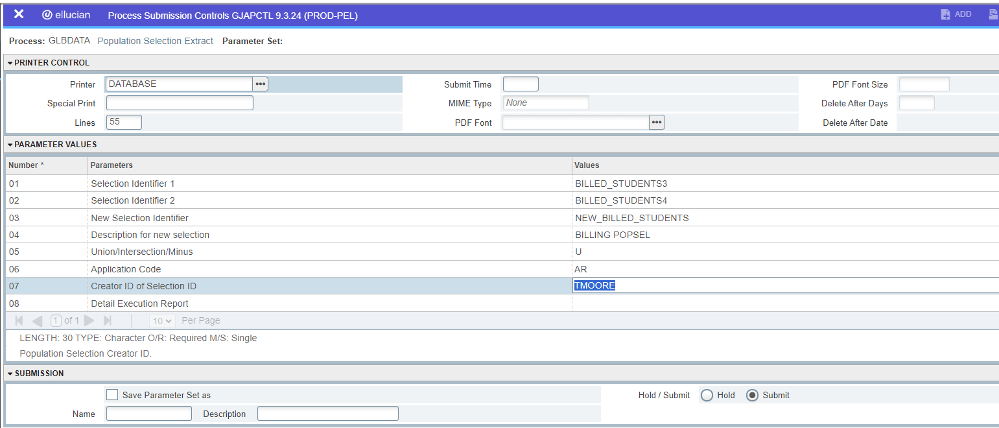 ellucian Process Submission Controls GJAPCTL 9.3.24 (PROD-PEL) ADD
Process: GLBDATA Population Selection Extract Parameter Set:
PRINTER CONTROL
Printer DATABASE ••• Submit Time PDF Font Size
Special Print MIME Type None Delete After Days
Lines 55 PDF Font ••• Delete After Date
PARAMETER VALUES
Number * Parameters Values
01 Selection Identifier 1 BILLED_STUDENTS3
02 Selection Identifier 2 BILLED_STUDENTS4
03 New Selection Identifier NEW_BILLED_STUDENTS
04 Description for new selection BILLING POPSEL
05 Union/Intersection/Minus U
06 Application Code AR
07 Creator ID of Selection ID TMOORE
08 Detail Execution Report
1 of 1 10 Per Page
LENGTH: 30 TYPE: Character O/R: Required M/S: Single
Population Selection Creator ID.
SUBMISSION
Save Parameter Set as Hold / Submit Hold Submit
Name Description